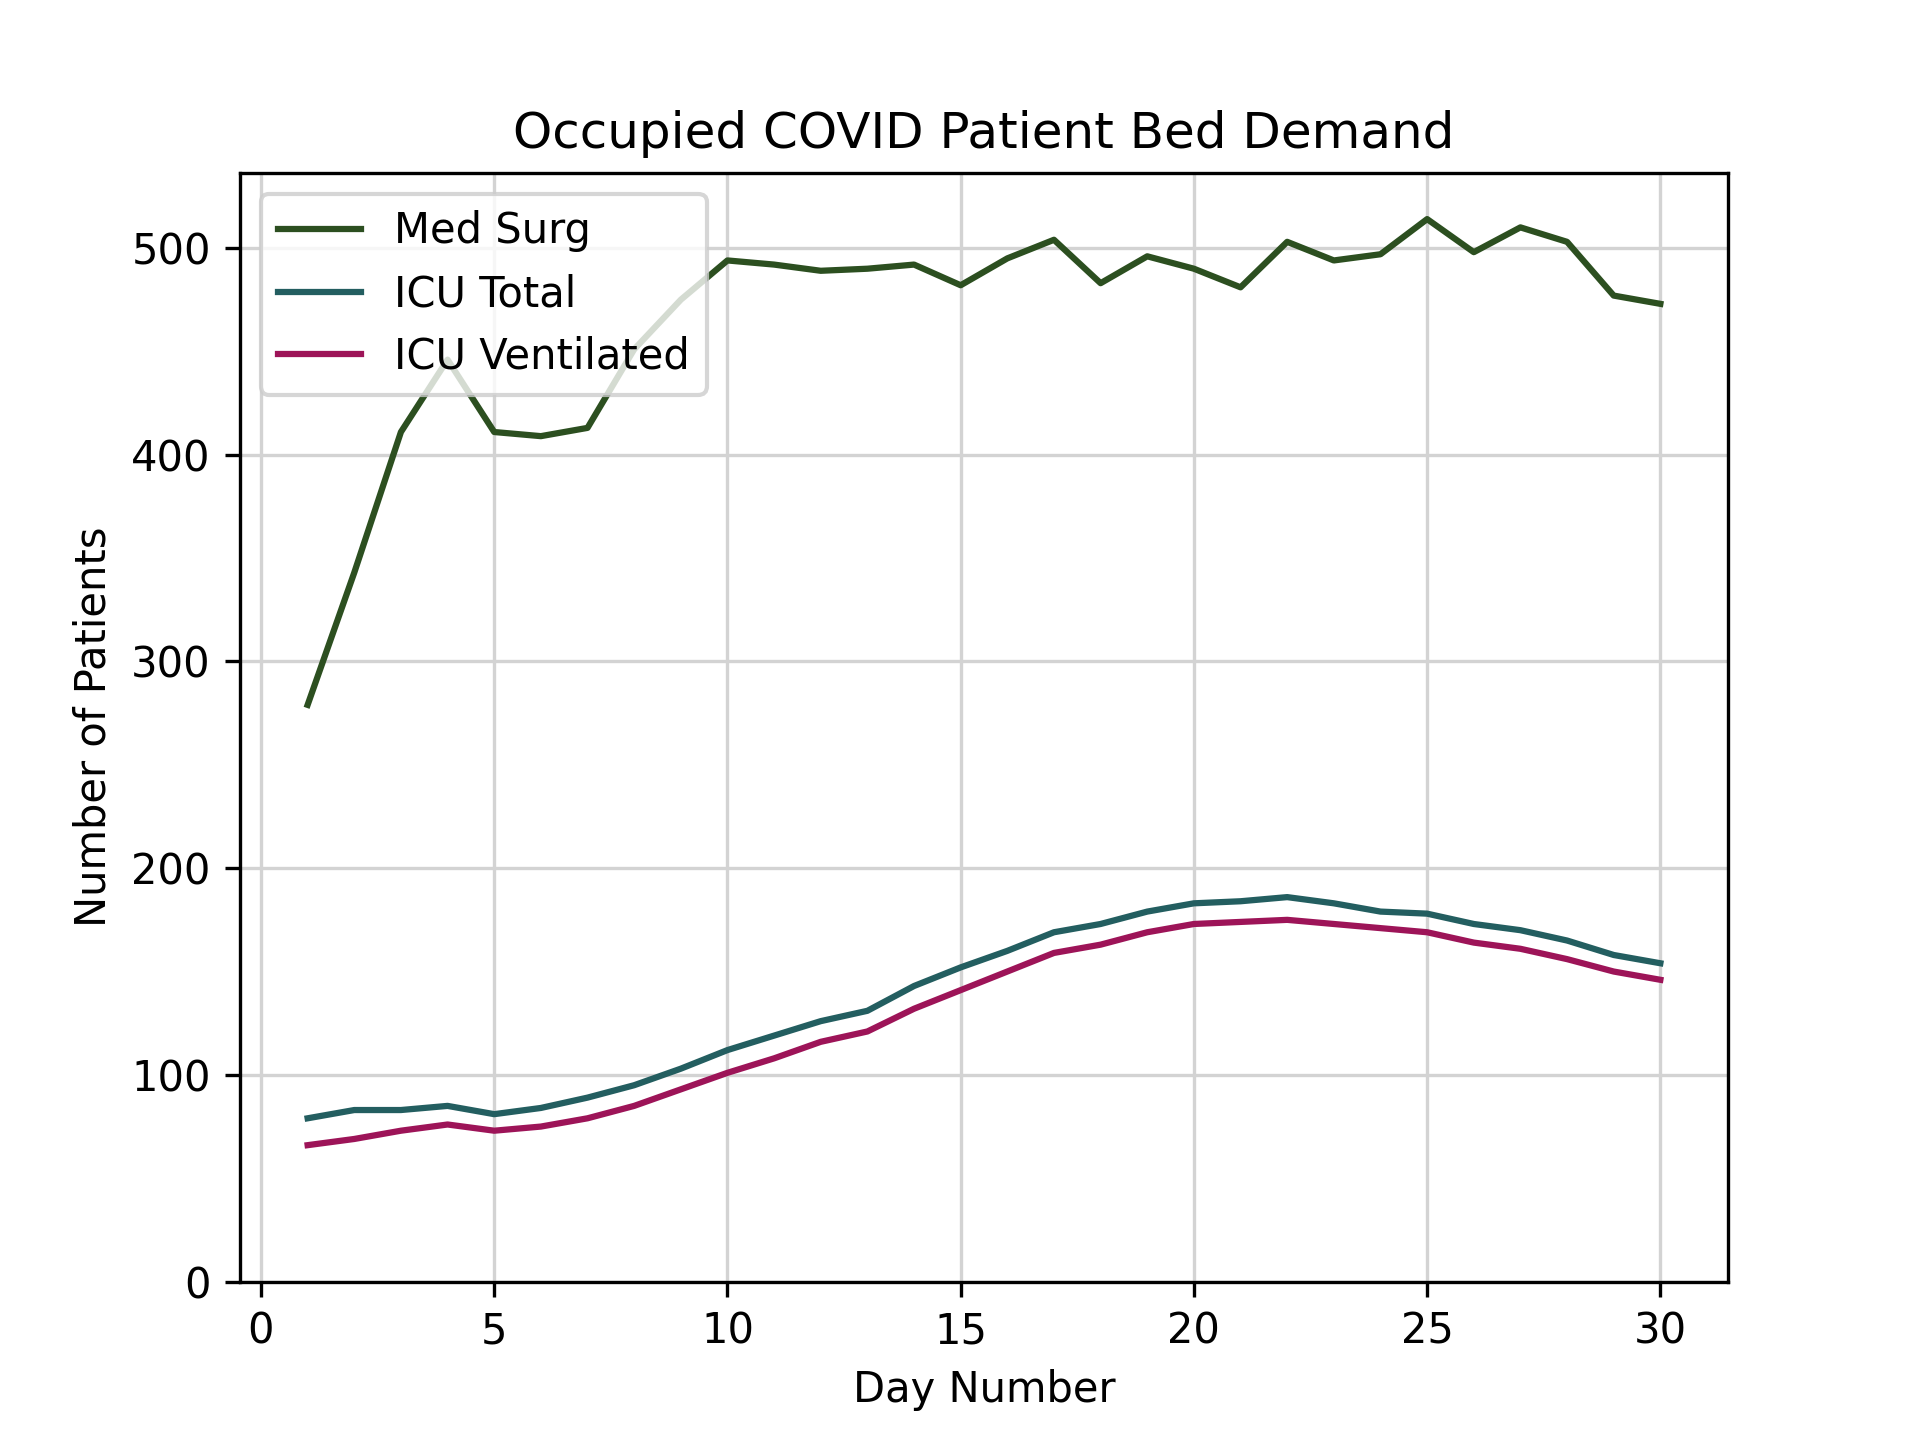 Occupied COVID Patient Bed Demand
Med Surg
ICU Total
ICU Ventilated
Number of Patients
500
400
300
200
100
0
0 5 10 15 20 25 30
Day Number